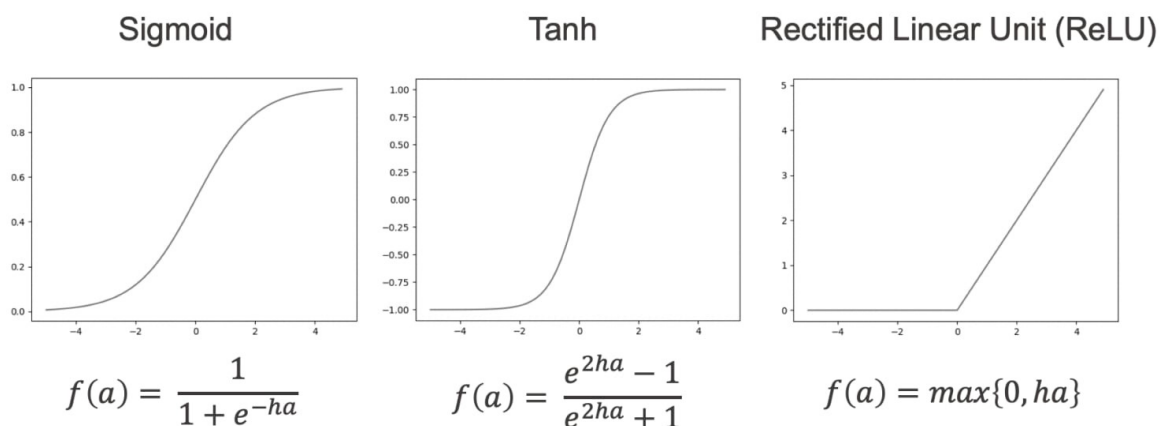 Sigmoid
Tanh
Rectified Linear Unit (ReLU)
1.0
0.8
0.6
0.4
0.2
0.0
−4 −2 0 2 4
1.00
0.75
0.50
0.25
0.00
−0.25
−0.50
−0.75
−1.00
−4 −2 0 2 4
5
4
3
2
1
0
−4 −2 0 2 4
f(a) = 1 / 1 + e^{−ha}
f(a) = e^{2ha} − 1 / e^{2ha} + 1
f(a) = max{0, ha}